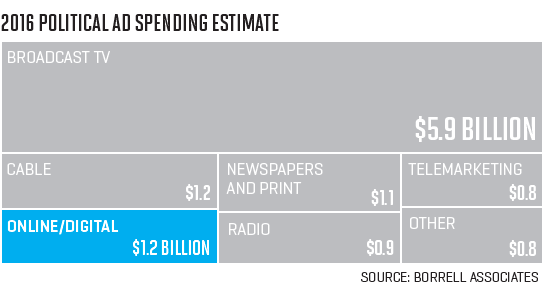 2016 POLITICAL AD SPENDING ESTIMATE
BROADCAST TV
$5.9 BILLION
CABLE
$1.2
NEWSPAPERS
AND PRINT
$1.1
TELEMARKETING
$0.8
ONLINE/DIGITAL
$1.2 BILLION
RADIO
$0.9
OTHER
$0.8
SOURCE: BORRELL ASSOCIATES